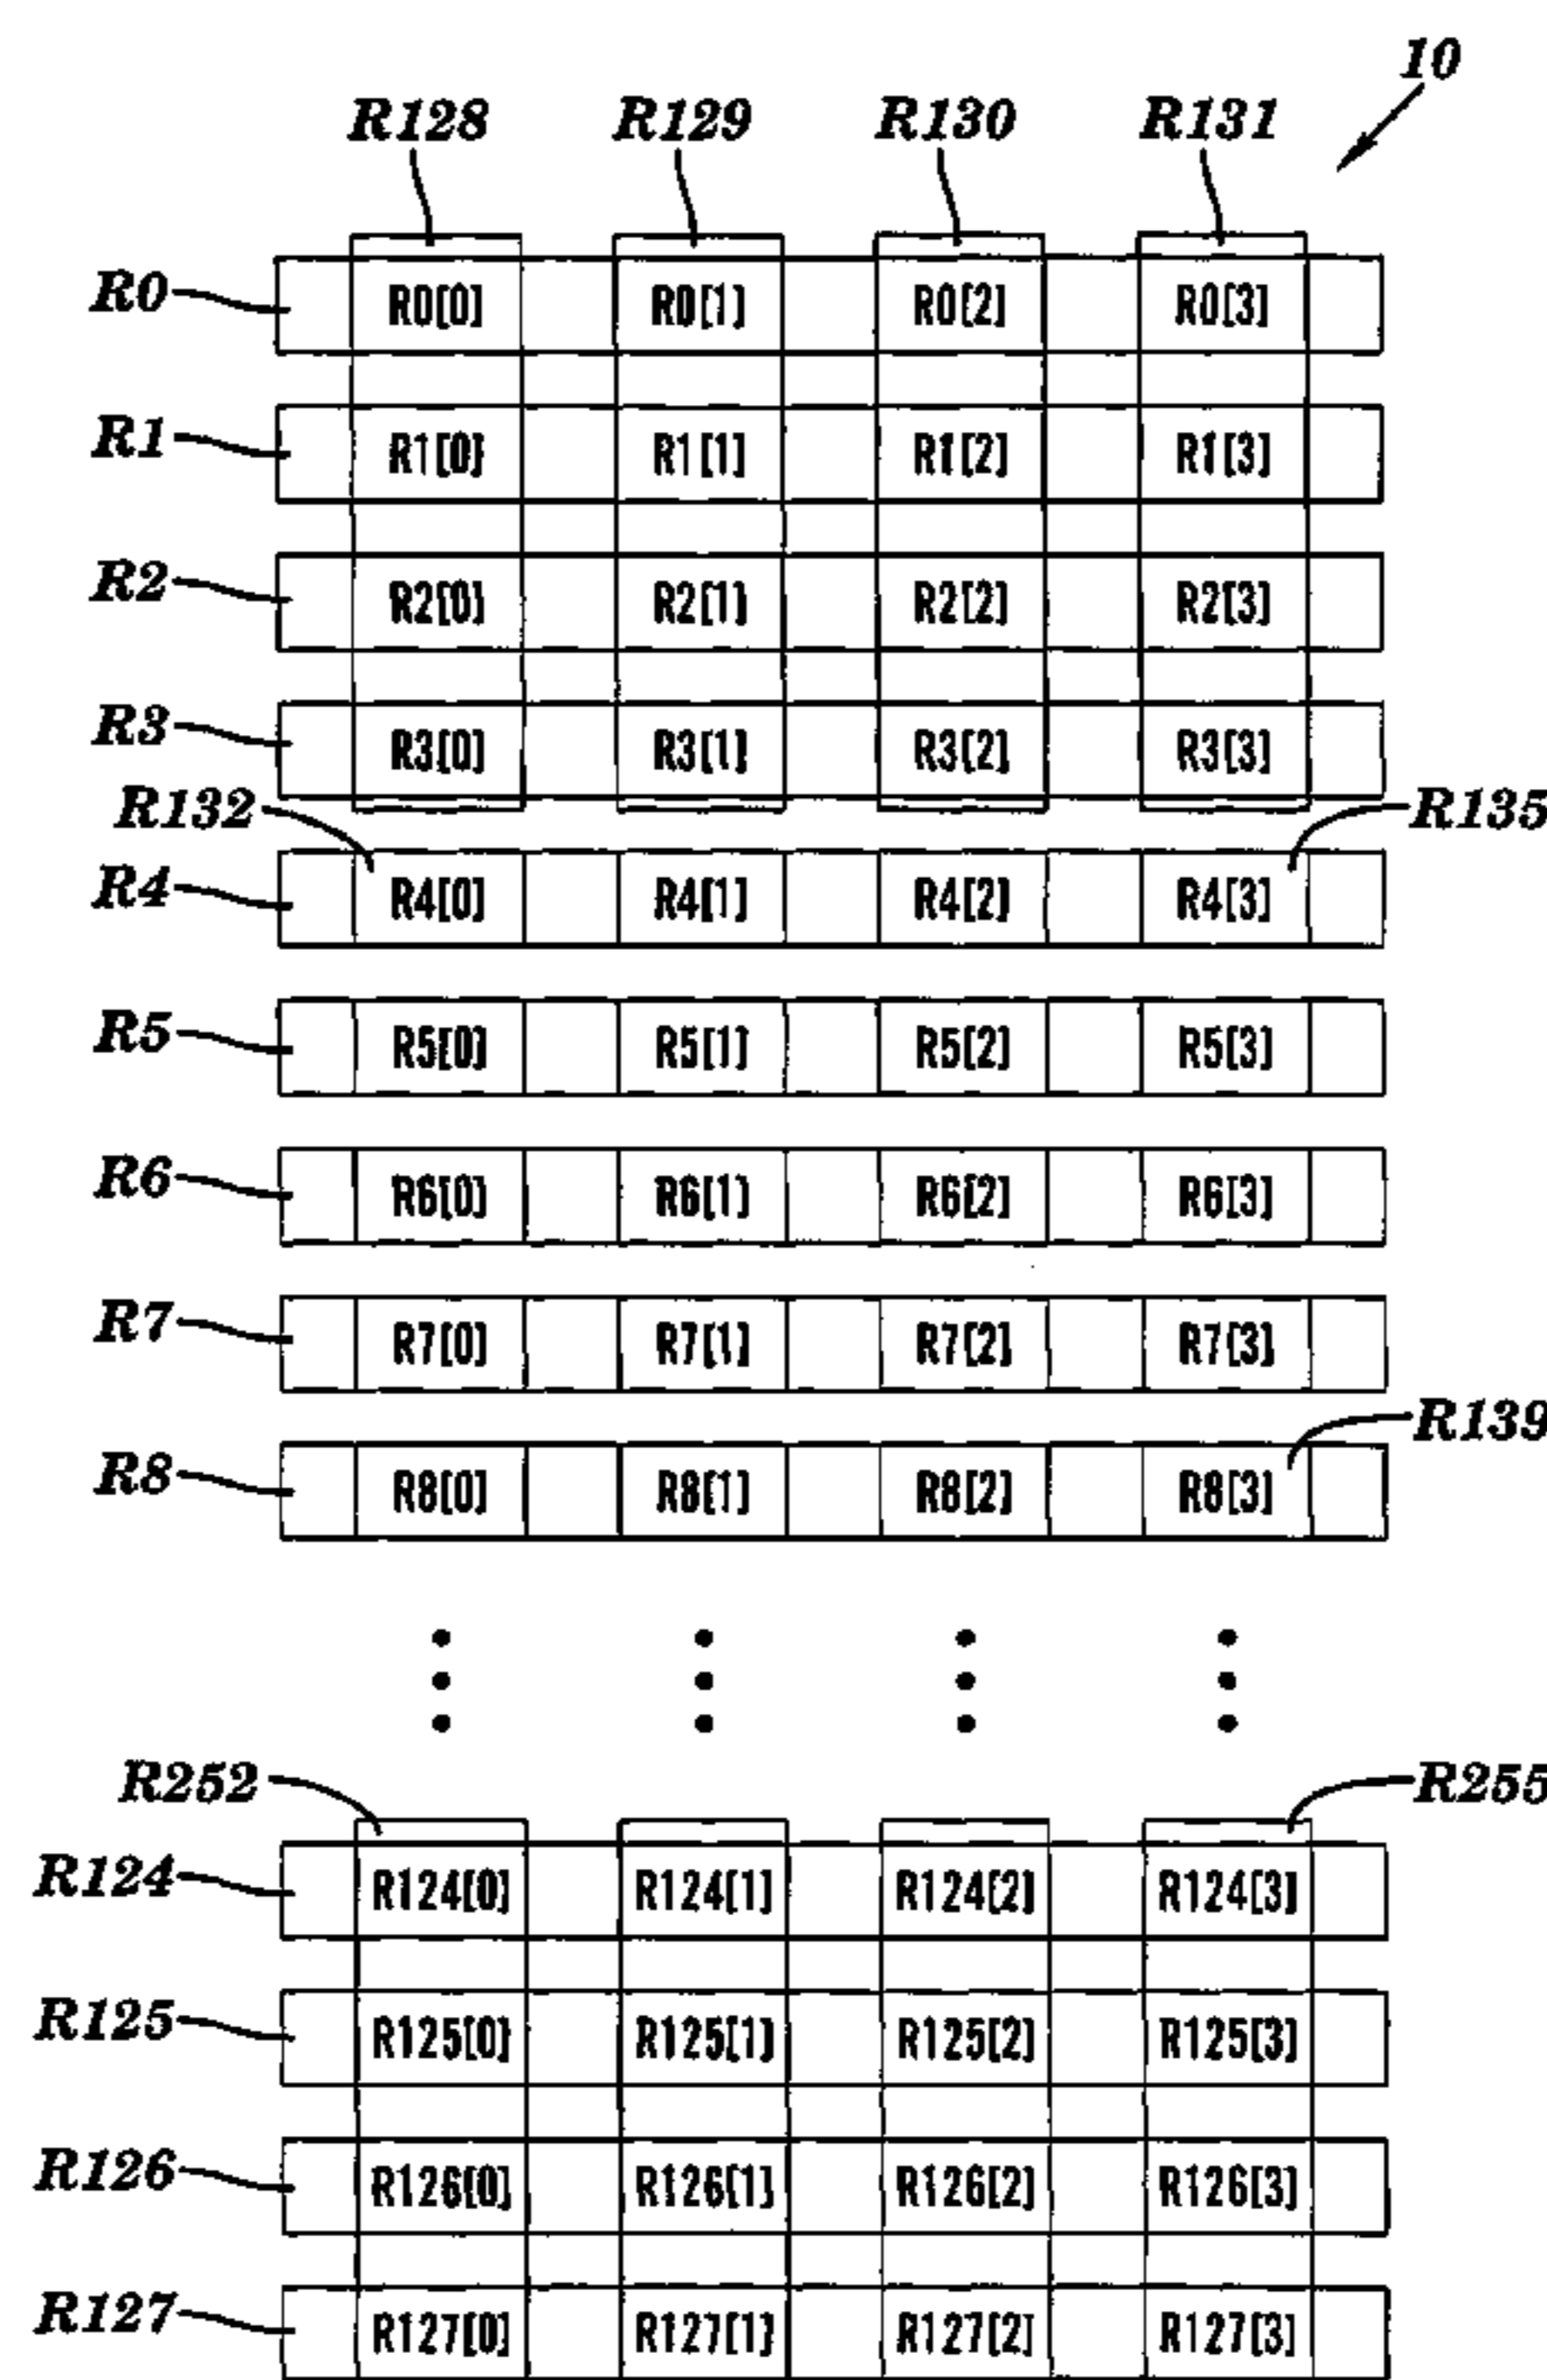 10
R128 R129 R130 R131
R0 R0[0] R0[1] R0[2] R0[3]
R1 R1[0] R1[1] R1[2] R1[3]
R2 R2[0] R2[1] R2[2] R2[3]
R3 R3[0] R3[1] R3[2] R3[3]
R132 R135
R4 R4[0] R4[1] R4[2] R4[3]
R5 R5[0] R5[1] R5[2] R5[3]
R6 R6[0] R6[1] R6[2] R6[3]
R7 R7[0] R7[1] R7[2] R7[3]
R139
R8 R8[0] R8[1] R8[2] R8[3]
R252 R255
R124 R124[0] R124[1] R124[2] R124[3]
R125 R125[0] R125[1] R125[2] R125[3]
R126 R126[0] R126[1] R126[2] R126[3]
R127 R127[0] R127[1] R127[2] R127[3]